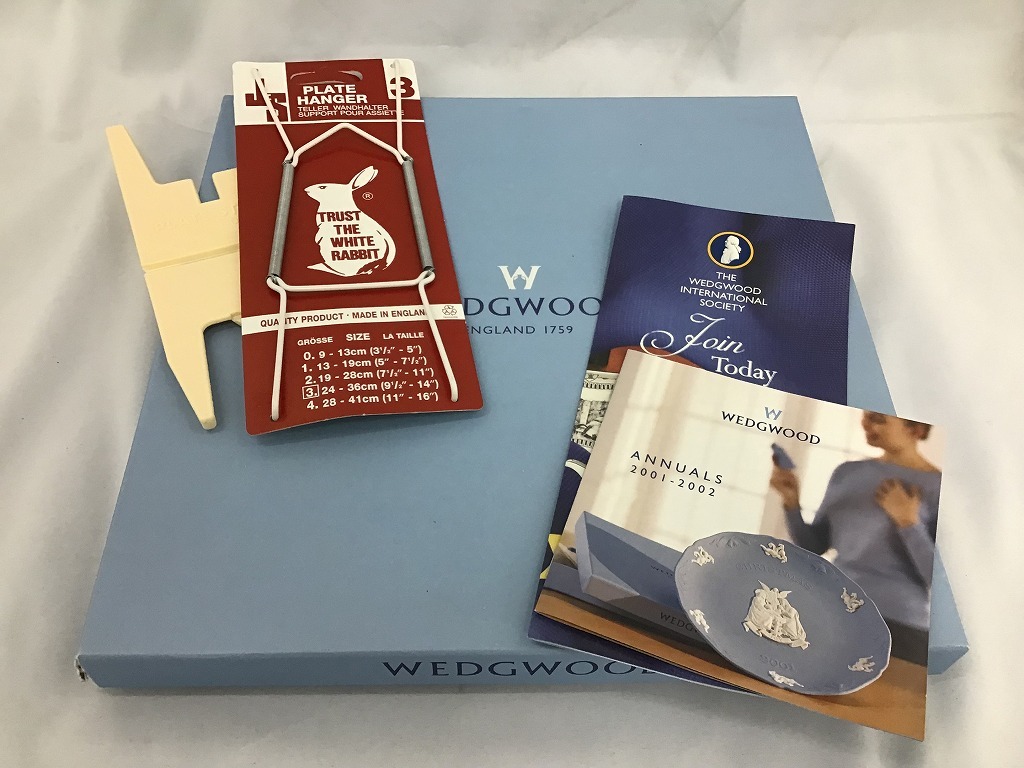 PLATE
HANGER
3
TELLER WANDHALTER
SUPPORT POUR ASSIETTE
®
TRUST
THE
WHITE
RABBIT
QUALITY PRODUCT · MADE IN ENGLAND
GRÖSSE SIZE LA TAILLE
0. 9 - 13cm (3½" - 5")
1. 13 - 19cm (5" - 7½")
2. 19 - 28cm (7½" - 11")
3. 24 - 36cm (9½" - 14")
4. 28 - 41cm (11" - 16")
W
EDGWOO
ENGLAND 1759
WEDGWOOD
THE
WEDGWOOD
INTERNATIONAL
SOCIETY
Join
Today
W
WEDGWOOD
ANNUALS
2001-2002
2001